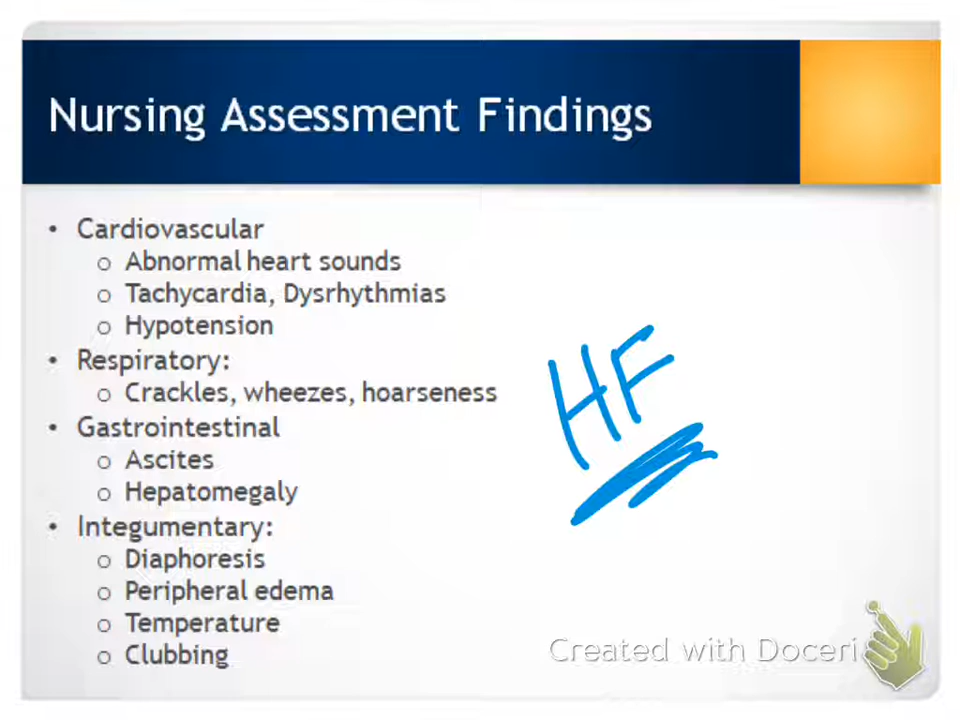 Nursing Assessment Findings
• Cardiovascular
o Abnormal heart sounds
o Tachycardia, Dysrhythmias
o Hypotension
• Respiratory:
o Crackles, wheezes, hoarseness
• Gastrointestinal
o Ascites
o Hepatomegaly
• Integumentary:
o Diaphoresis
o Peripheral edema
o Temperature
o Clubbing
HF
Created with Doceri